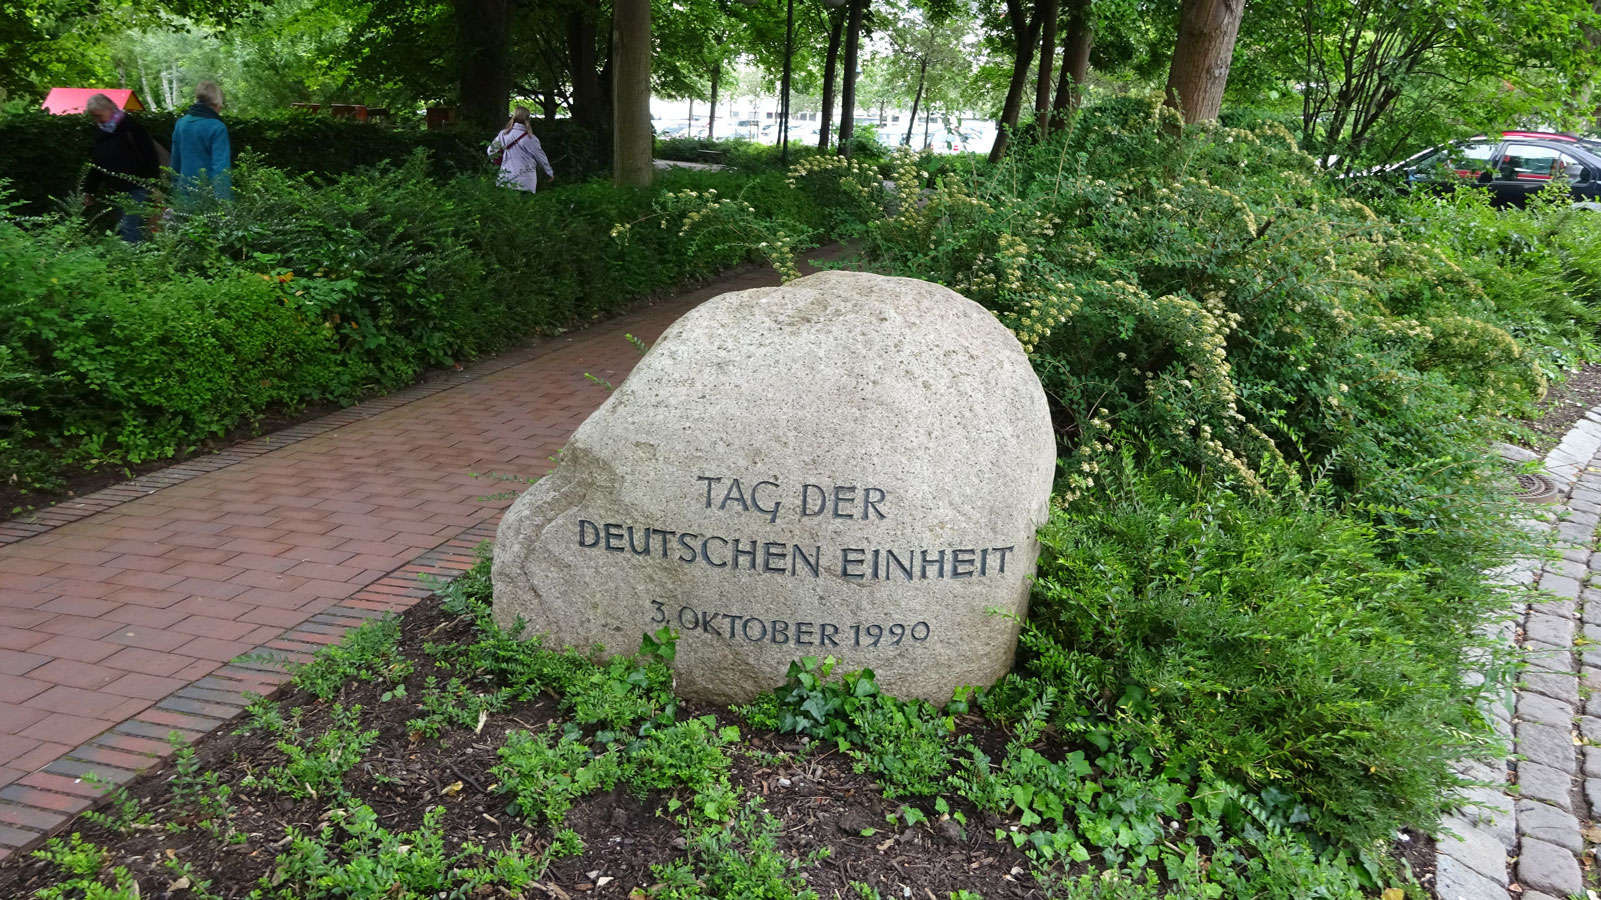 TAG DER
DEUTSCHEN EINHEIT
3. OKTOBER 1990